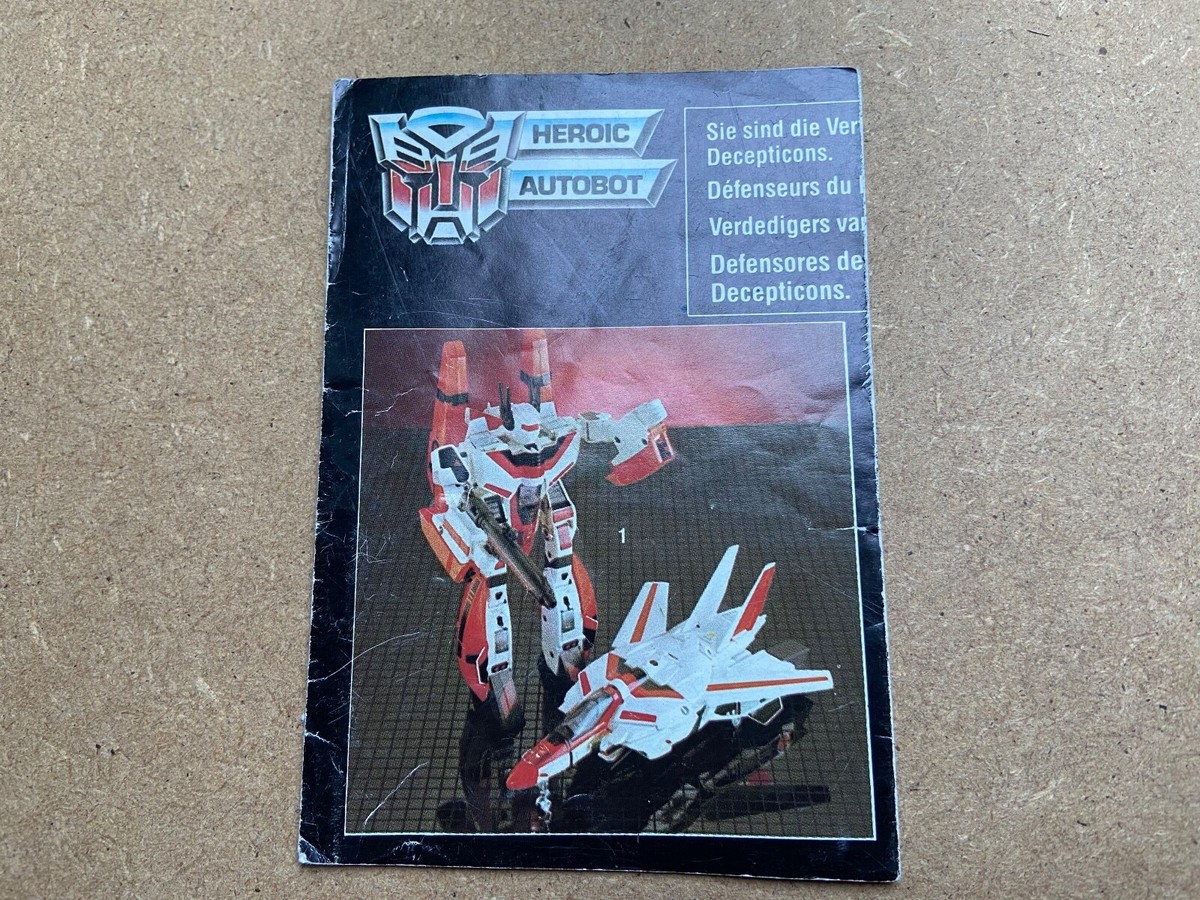 HEROIC
AUTOBOT
Sie sind die Ver
Decepticons.
Défenseurs du
Verdedigers va
Defensores de
Decepticons.
1